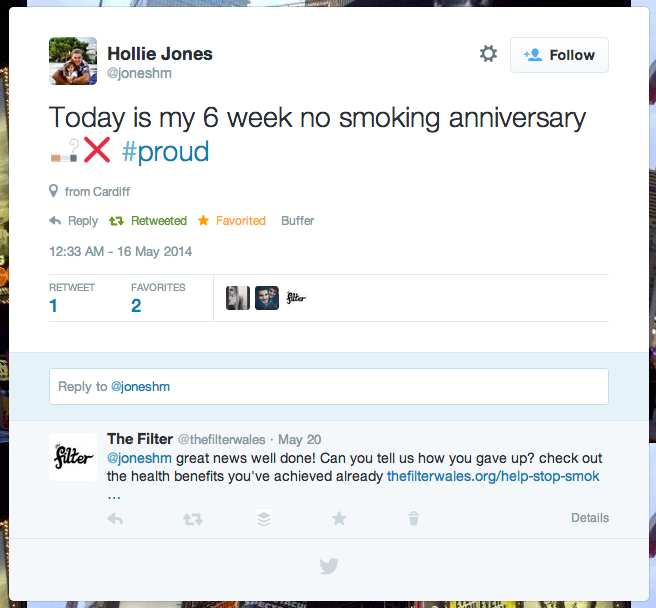 Hollie Jones
@joneshm
Follow
Today is my 6 week no smoking anniversary
🚬❌ #proud
from Cardiff
Reply Retweeted Favorited Buffer
12:33 AM - 16 May 2014
RETWEET FAVORITES
1 2
the filter
Reply to @joneshm
the filter
The Filter @thefilterwales · May 20
@joneshm great news well done! Can you tell us how you gave up? check out
the health benefits you've achieved already thefilterwales.org/help-stop-smok
…
Details